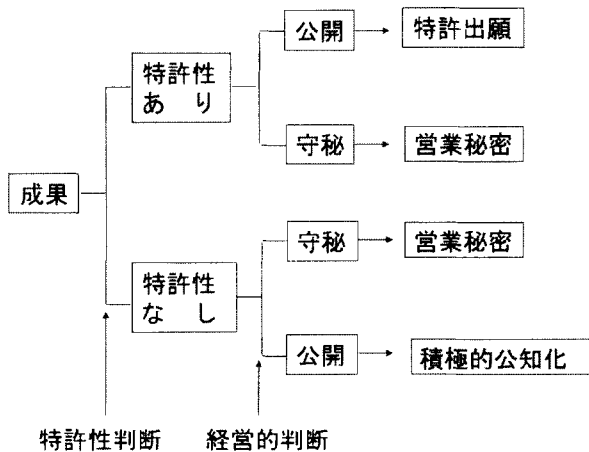 公開
特許出願
特許性
あ り
守秘
営業秘密
成果
守秘
営業秘密
特許性
な し
公開
積極的公知化
特許性判断
経営的判断